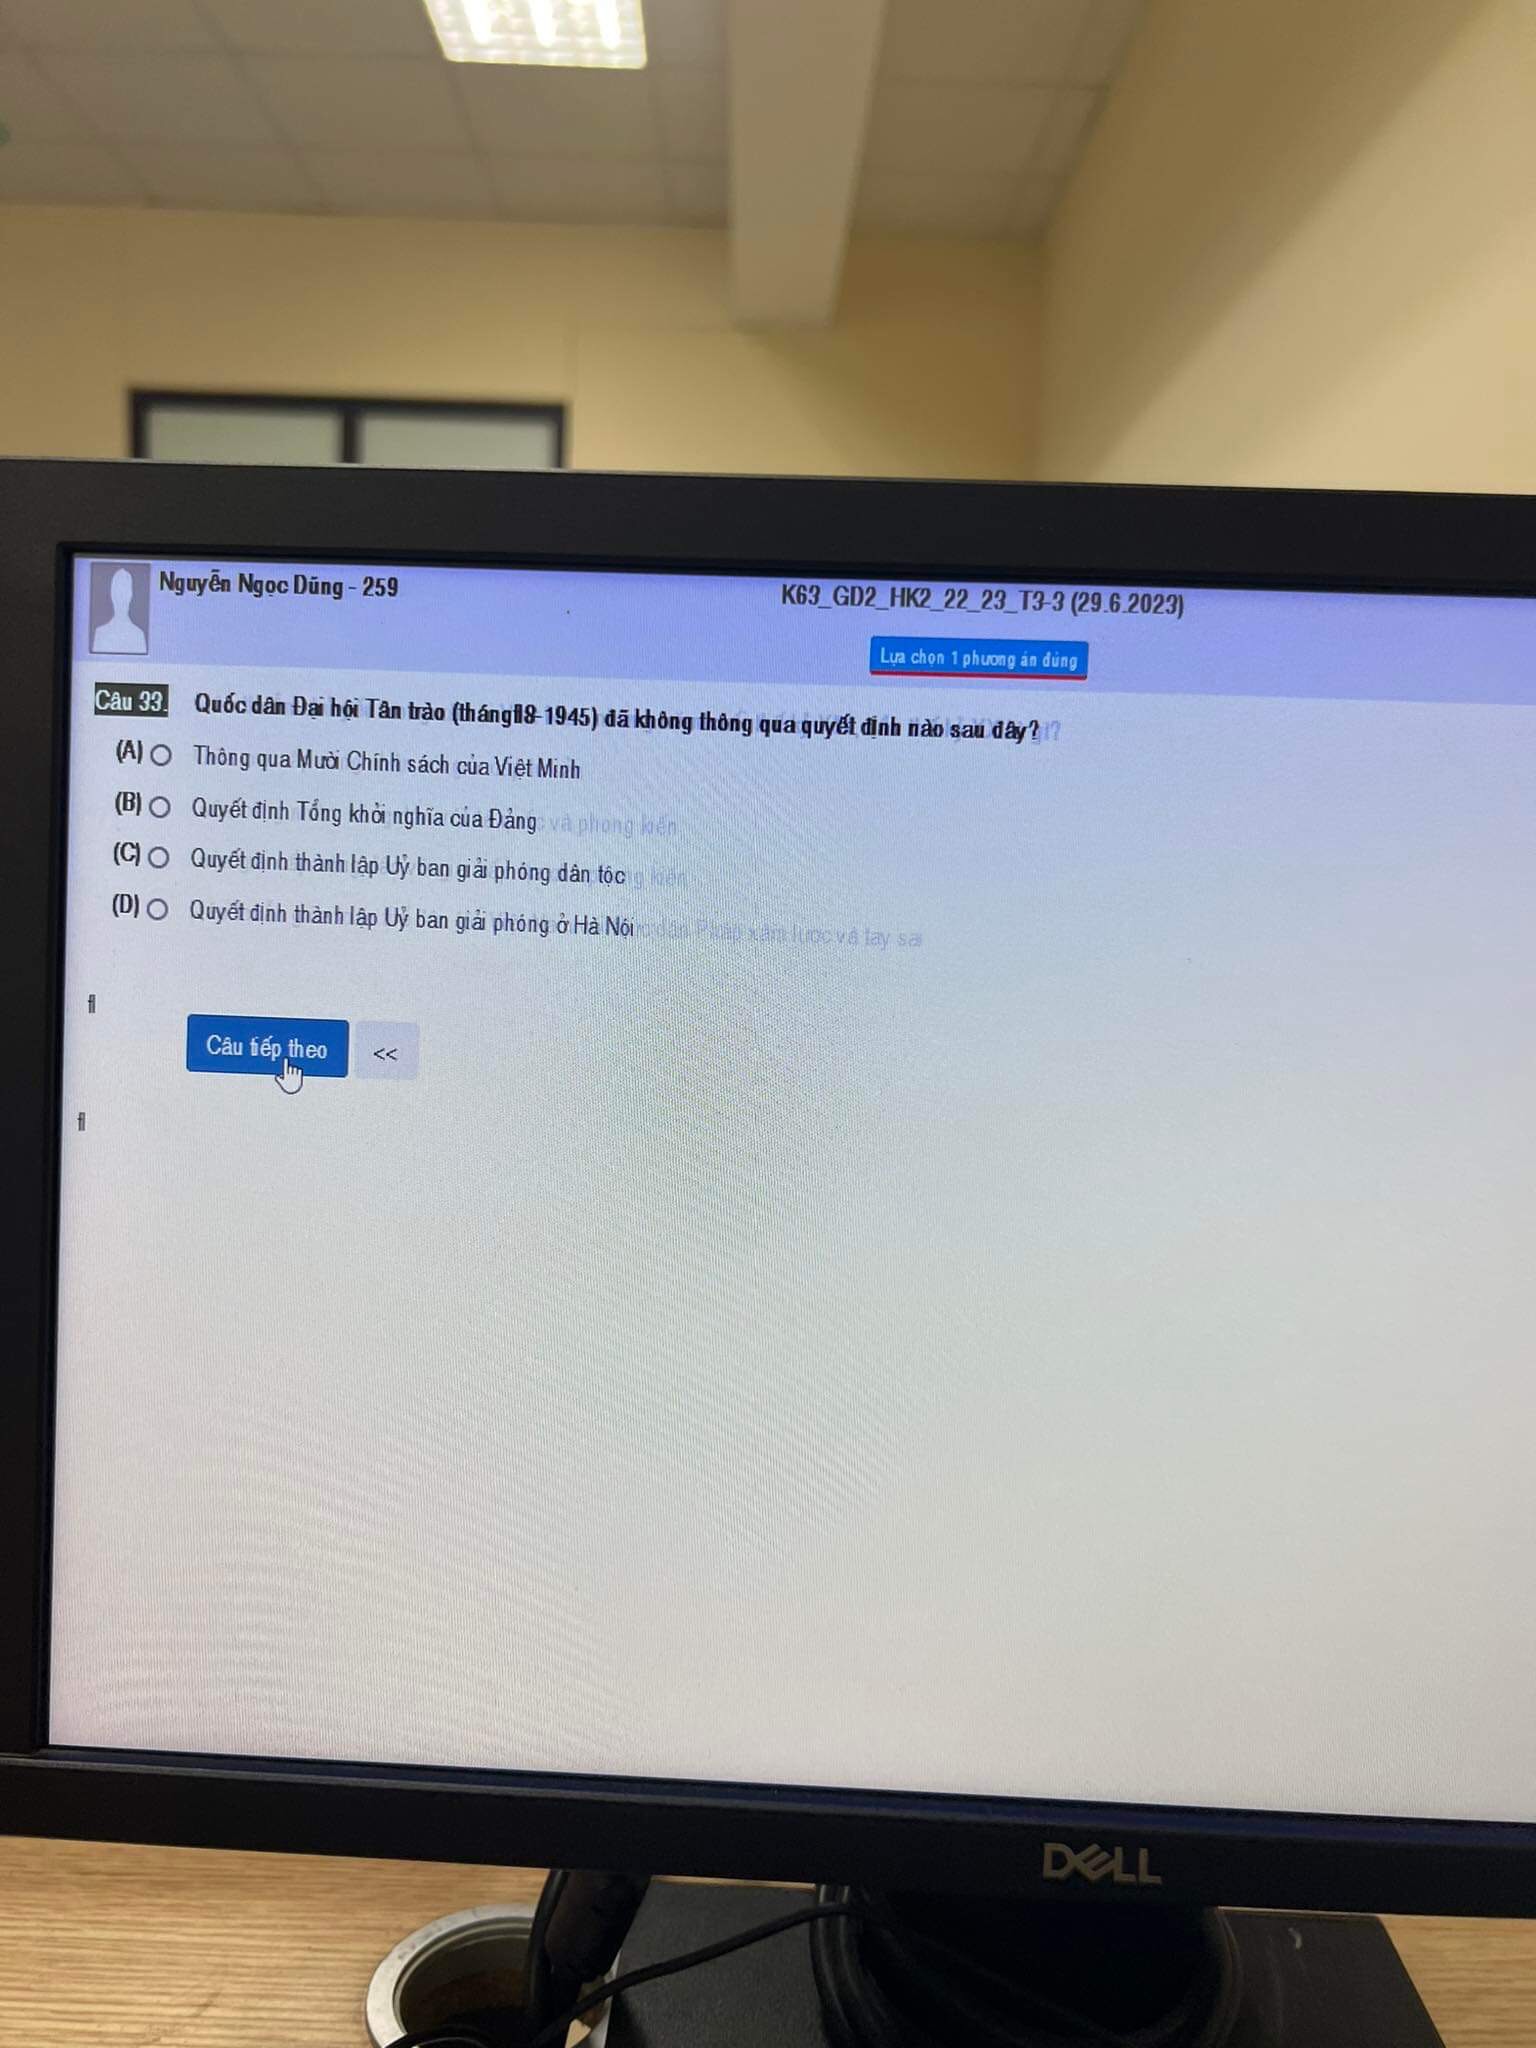 Nguyễn Ngọc Dũng - 259
K63_GD2_HK2_22_23_T3-3 (29.6.2023)
Lựa chọn 1 phương án đúng
Câu 33. Quốc dân Đại hội Tân trào (tháng 8-1945) đã không thông qua quyết định nào sau đây?
(A) Thông qua Mười Chính sách của Việt Minh
(B) Quyết định Tổng khởi nghĩa của Đảng
(C) Quyết định thành lập Uỷ ban giải phóng dân tộc
(D) Quyết định thành lập Uỷ ban giải phóng ở Hà Nội
Câu tiếp theo <<
DELL